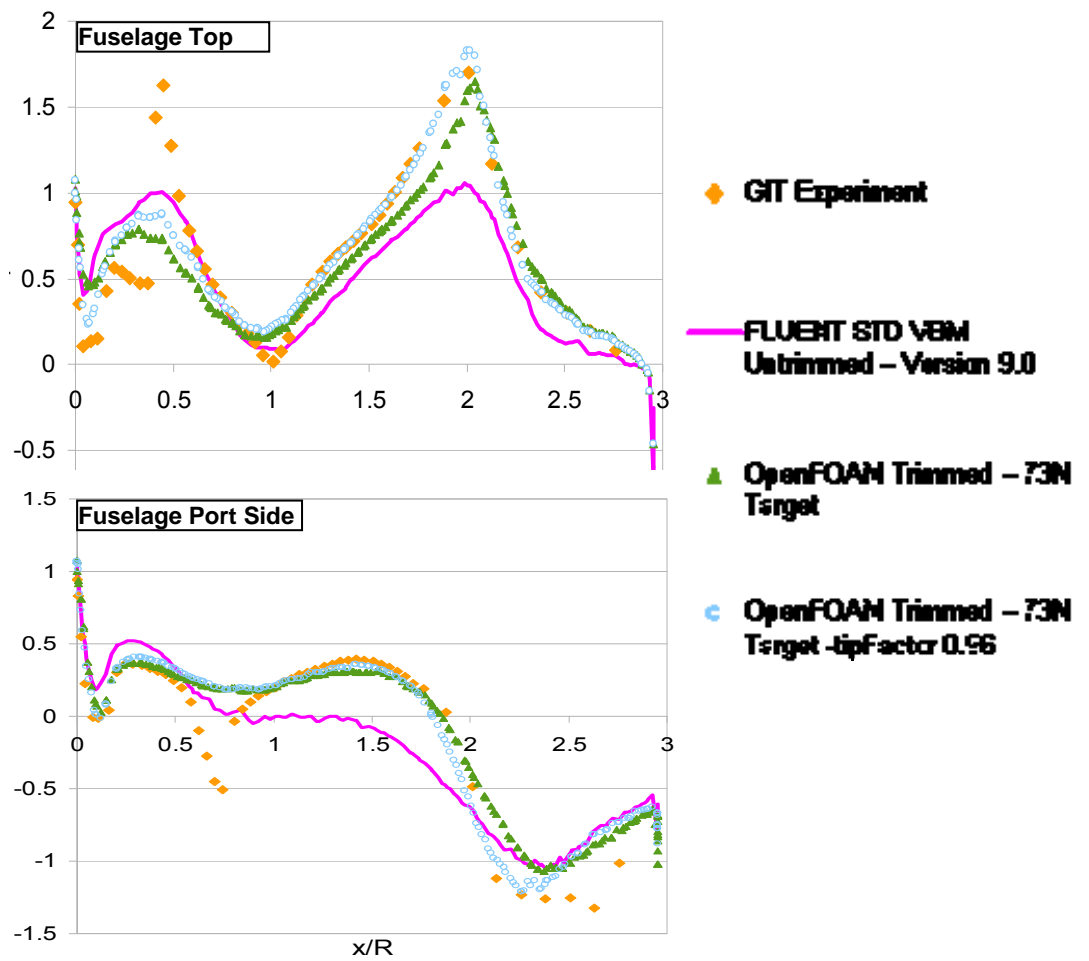 Fuselage Top
2
1.5
1
0.5
0
-0.5
0 0.5 1 1.5 2 2.5 3
Fuselage Port Side
1.5
1
0.5
0
-0.5
-1
-1.5
0 0.5 1 1.5 2 2.5 3
x/R
GIT Experiment
FLUENT STD VBM
Untrimmed – Version 9.0
OpenFOAM Trimmed – 73N
Target
OpenFOAM Trimmed – 73N
Target -tipFactor 0.96